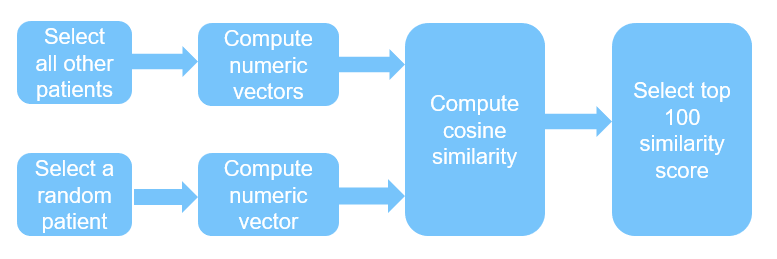 Select
all other
patients
Compute
numeric
vectors
Select a
random
patient
Compute
numeric
vector
Compute
cosine
similarity
Select top
100
similarity
score